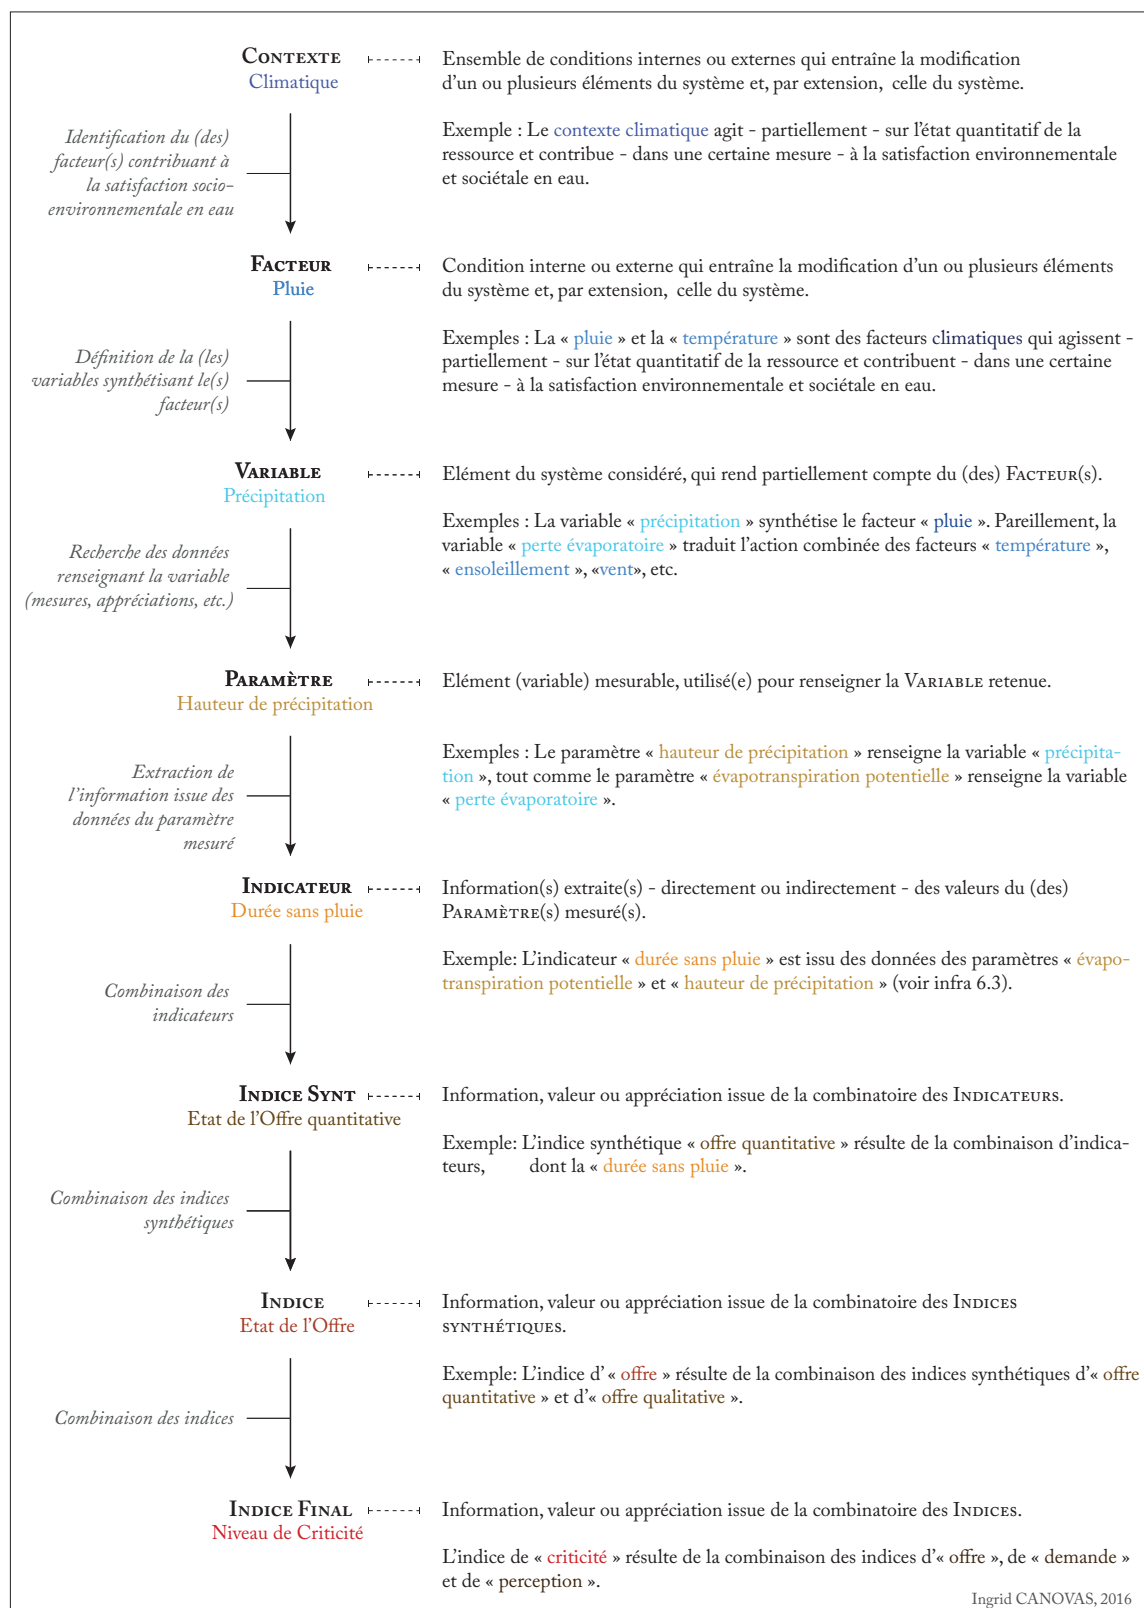 CONTEXTE
Climatique
Ensemble de conditions internes ou externes qui entraîne la modification
d'un ou plusieurs éléments du système et, par extension, celle du système.
Exemple : Le contexte climatique agit - partiellement - sur l'état quantitatif de la
ressource et contribue - dans une certaine mesure - à la satisfaction environnementale
et sociétale en eau.
Identification du (des)
facteur(s) contribuant à
la satisfaction socio-
environnementale en eau
FACTEUR
Pluie
Condition interne ou externe qui entraîne la modification d'un ou plusieurs éléments
du système et, par extension, celle du système.
Exemples : La « pluie » et la « température » sont des facteurs climatiques qui agissent -
partiellement - sur l'état quantitatif de la ressource et contribuent - dans une certaine
mesure - à la satisfaction environnementale et sociétale en eau.
Définition de la (les)
variables synthétisant le(s)
facteur(s)
VARIABLE
Précipitation
Elément du système considéré, qui rend partiellement compte du (des) FACTEUR(S).
Exemples : La variable « précipitation » synthétise le facteur « pluie ». Pareillement, la
variable « perte évaporatoire » traduit l'action combinée des facteurs « température »,
« ensoleillement », «vent», etc.
Recherche des données
renseignant la variable
(mesures, appréciations, etc.)
PARAMÈTRE
Hauteur de précipitation
Elément (variable) mesurable, utilisé(e) pour renseigner la VARIABLE retenue.
Exemples : Le paramètre « hauteur de précipitation » renseigne la variable « précipita-
tion », tout comme le paramètre « évapotranspiration potentielle » renseigne la variable
« perte évaporatoire ».
Extraction de
l'information issue des
données du paramètre
mesuré
INDICATEUR
Durée sans pluie
Information(s) extraite(s) - directement ou indirectement - des valeurs du (des)
PARAMÈTRE(s) mesuré(s).
Exemple: L'indicateur « durée sans pluie » est issu des données des paramètres « évapo-
transpiration potentielle » et « hauteur de précipitation » (voir infra 6.3).
Combinaison des
indicateurs
INDICE SYNT
Etat de l'Offre quantitative
Information, valeur ou appréciation issue de la combinatoire des INDICATEURS.
Exemple: L'indice synthétique « offre quantitative » résulte de la combinaison d'indica-
teurs, dont la « durée sans pluie ».
Combinaison des indices
synthétiques
INDICE
Etat de l'Offre
Information, valeur ou appréciation issue de la combinatoire des INDICES
SYNTHÉTIQUES.
Exemple: L'indice d' « offre » résulte de la combinaison des indices synthétiques d'« offre
quantitative » et d'« offre qualitative ».
Combinaison des indices
INDICE FINAL
Niveau de Criticité
Information, valeur ou appréciation issue de la combinatoire des INDICES.
L'indice de « criticité » résulte de la combinaison des indices d'« offre », de « demande »
et de « perception ».
Ingrid CANOVAS, 2016